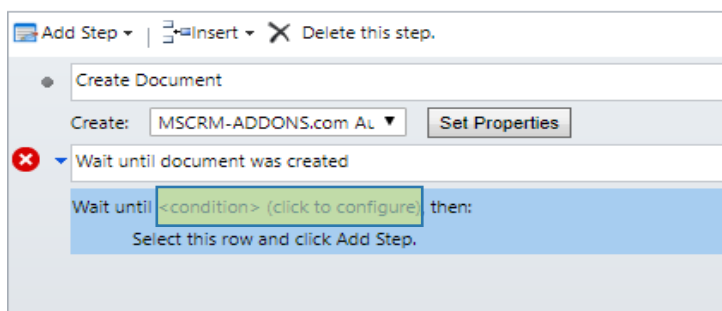 Add Step Insert Delete this step.
Create Document
Create: MSCRM-ADDONS.com Au Set Properties
Wait until document was created
Wait until <condition> (click to configure), then:
Select this row and click Add Step.